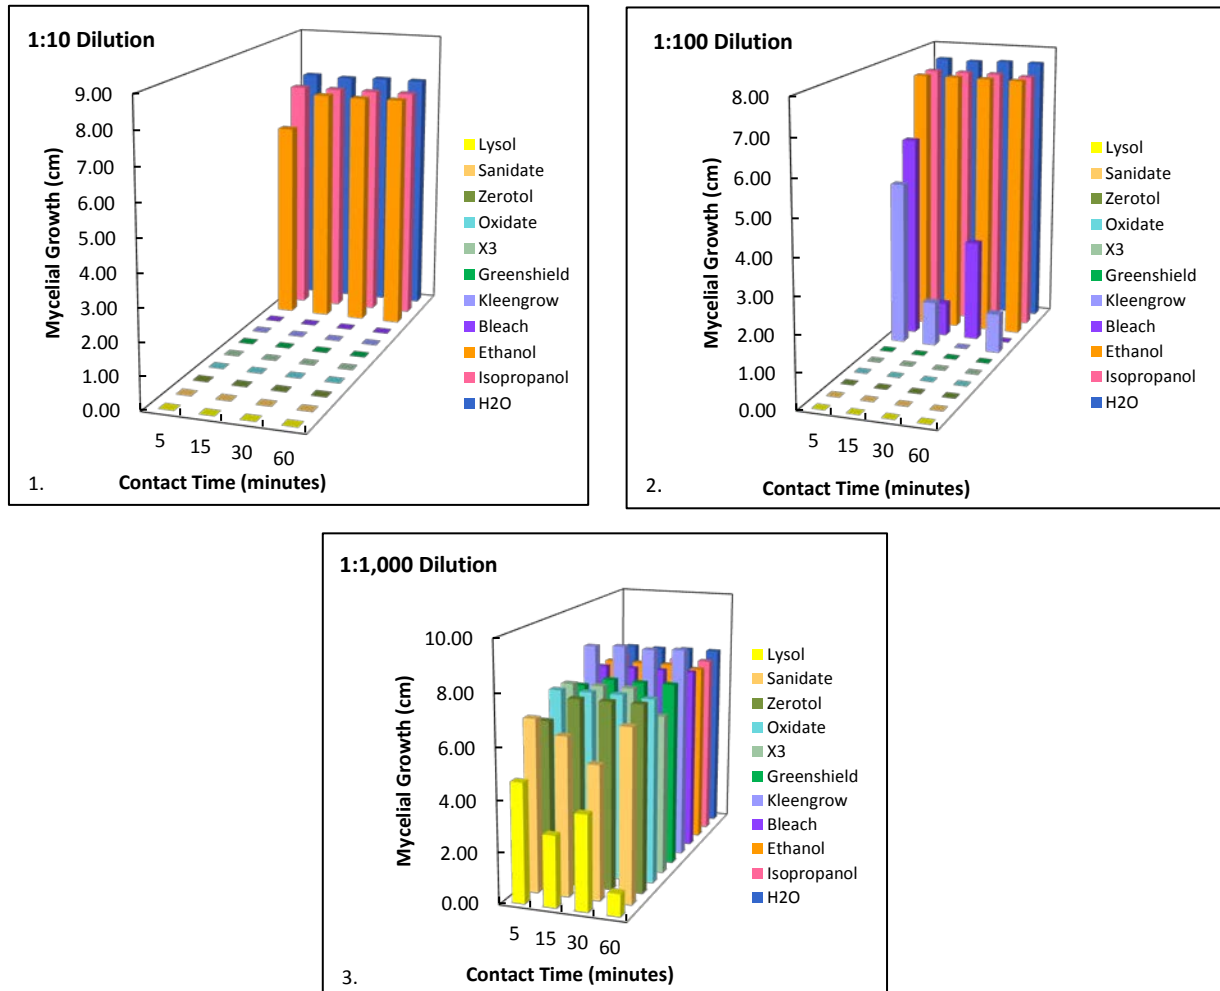 1:10 Dilution
9.00
8.00
7.00
6.00
5.00
4.00
3.00
2.00
1.00
0.00
Mycelial Growth (cm)
5
15
30
60
Contact Time (minutes)
1.
Lysol
Sanidate
Zerotol
Oxidate
X3
Greenshield
Kleengrow
Bleach
Ethanol
Isopropanol
H2O
1:100 Dilution
8.00
7.00
6.00
5.00
4.00
3.00
2.00
1.00
0.00
Mycelial Growth (cm)
5
15
30
60
Contact Time (minutes)
2.
Lysol
Sanidate
Zerotol
Oxidate
X3
Greenshield
Kleengrow
Bleach
Ethanol
Isopropanol
H2O
1:1,000 Dilution
10.00
8.00
6.00
4.00
2.00
0.00
Mycelial Growth (cm)
5
15
30
60
Contact Time (minutes)
3.
Lysol
Sanidate
Zerotol
Oxidate
X3
Greenshield
Kleengrow
Bleach
Ethanol
Isopropanol
H2O